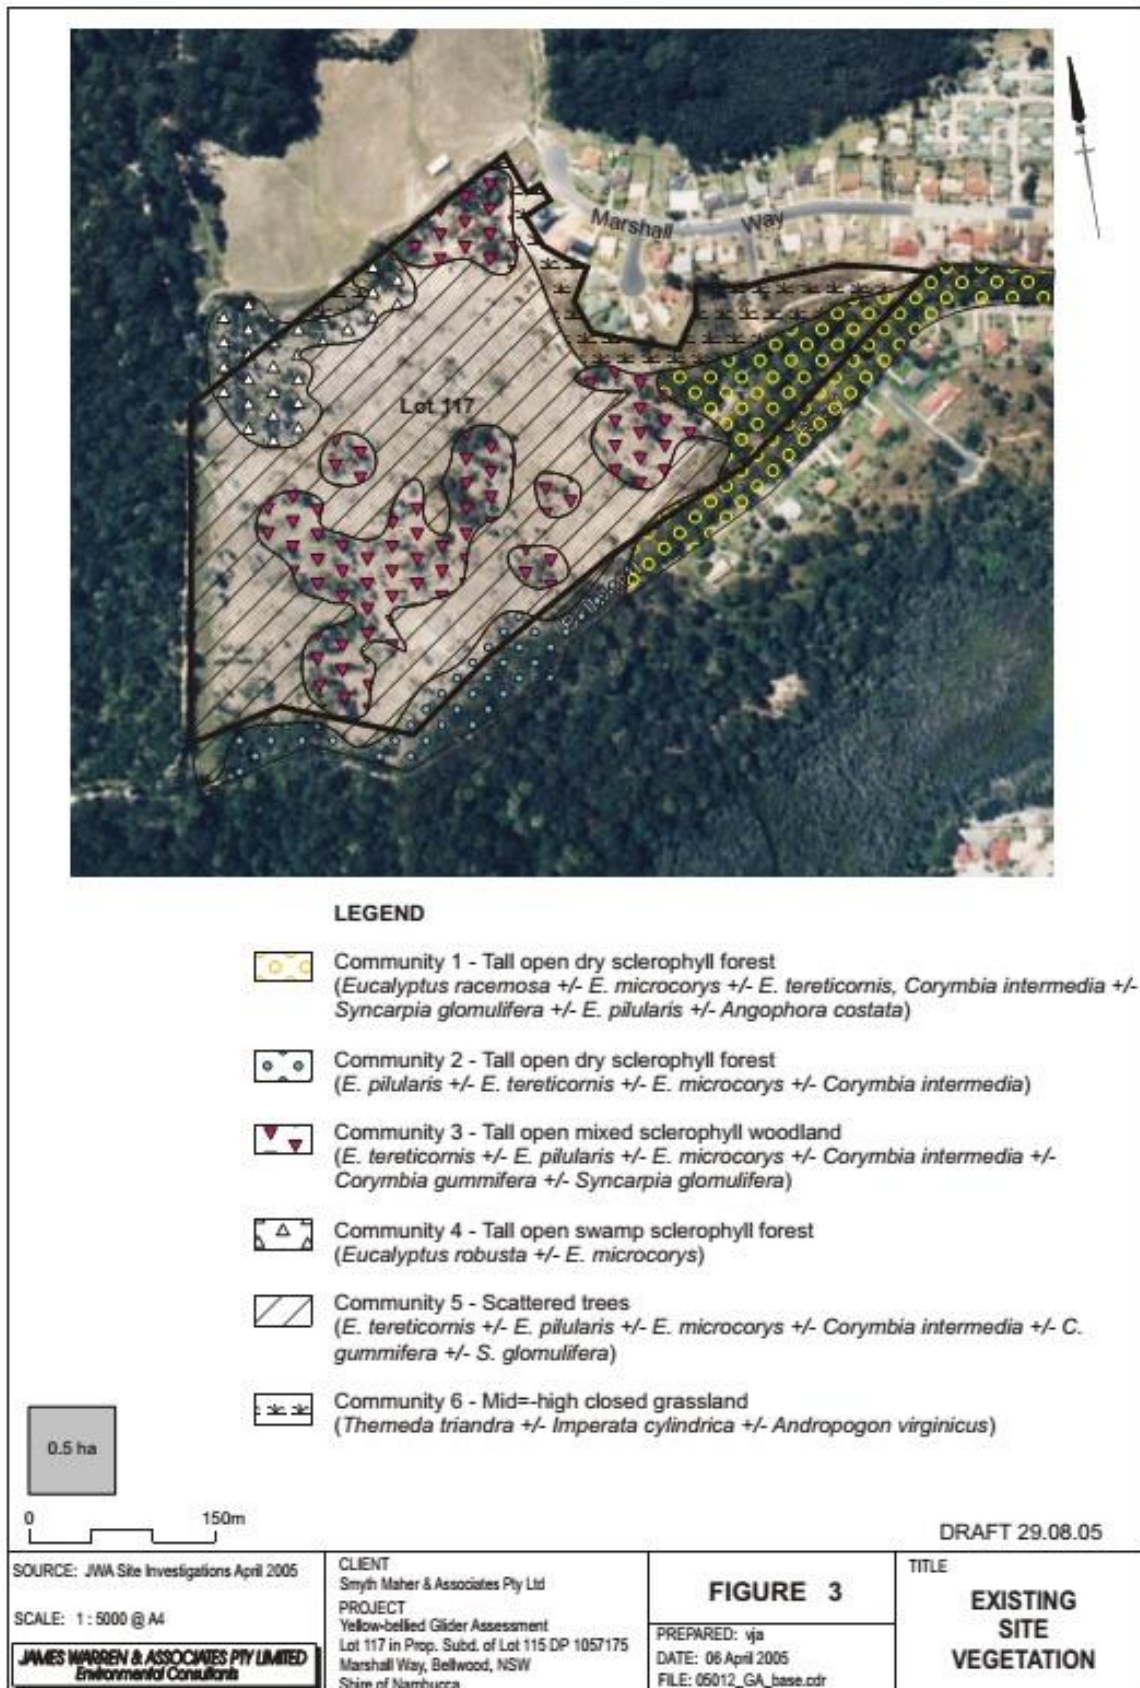 Marshall Way
Lot 117
LEGEND
Community 1 - Tall open dry sclerophyll forest
(Eucalyptus racemosa +/- E. microcorys +/- E. tereticornis, Corymbia intermedia +/-
Syncarpia glomulifera +/- E. pilularis +/- Angophora costata)
Community 2 - Tall open dry sclerophyll forest
(E. pilularis +/- E. tereticornis +/- E. microcorys +/- Corymbia intermedia)
Community 3 - Tall open mixed sclerophyll woodland
(E. tereticornis +/- E. pilularis +/- E. microcorys +/- Corymbia intermedia +/-
Corymbia gummifera +/- Syncarpia glomulifera)
Community 4 - Tall open swamp sclerophyll forest
(Eucalyptus robusta +/- E. microcorys)
Community 5 - Scattered trees
(E. tereticornis +/- E. pilularis +/- E. microcorys +/- Corymbia intermedia +/- C.
gummifera +/- S. glomulifera)
Community 6 - Mid=-high closed grassland
(Themeda triandra +/- Imperata cylindrica +/- Andropogon virginicus)
0.5 ha
0 150m
DRAFT 29.08.05
SOURCE: JWA Site Investigations April 2005
SCALE: 1 : 5000 @ A4
JAMES WARREN & ASSOCIATES PTY LIMITED
Environmental Consultants
CLIENT
Smyth Maher & Associates Pty Ltd
PROJECT
Yellow-bellied Glider Assessment
Lot 117 in Prop. Subd. of Lot 115 DP 1057175
Marshall Way, Bellwood, NSW
Shire of Nambucca
FIGURE 3
PREPARED: vja
DATE: 06 April 2005
FILE: 05012_GA_base.cdr
TITLE
EXISTING
SITE
VEGETATION